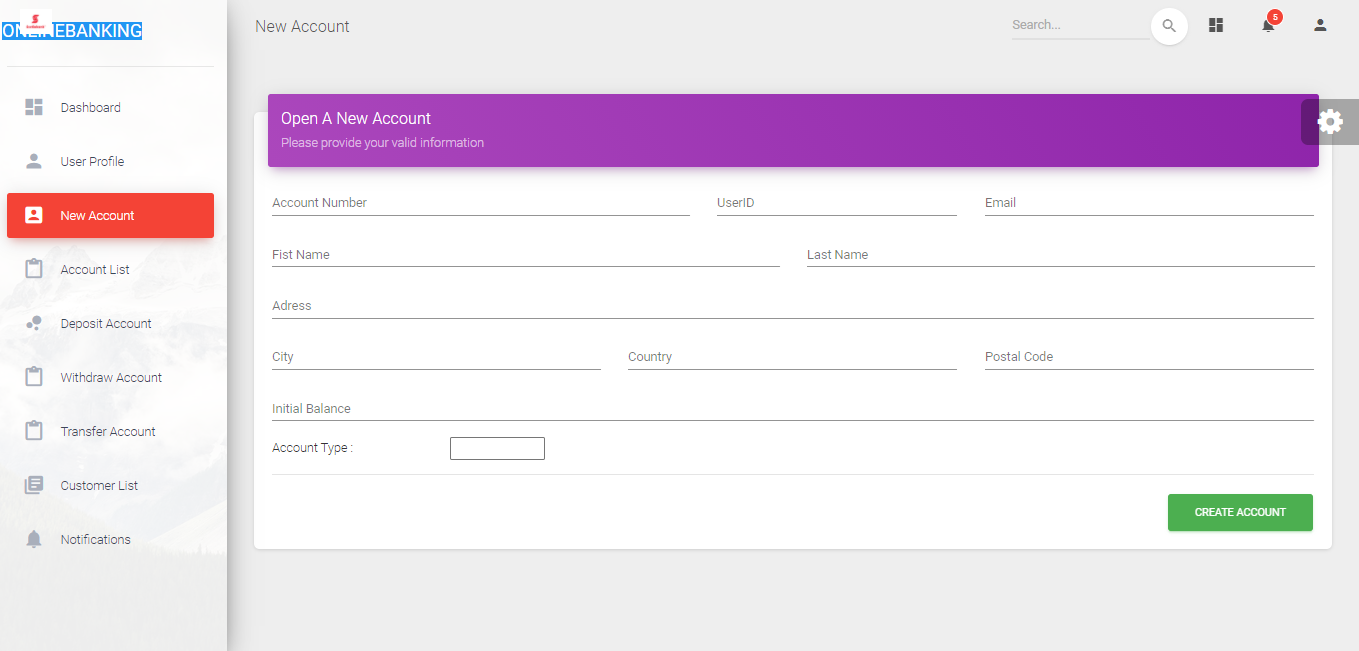 ONLINEBANKING
New Account
Search...
5
Dashboard
User Profile
New Account
Account List
Deposit Account
Withdraw Account
Transfer Account
Customer List
Notifications
Open A New Account
Please provide your valid information
Account Number
UserID
Email
Fist Name
Last Name
Adress
City
Country
Postal Code
Initial Balance
Account Type :
CREATE ACCOUNT